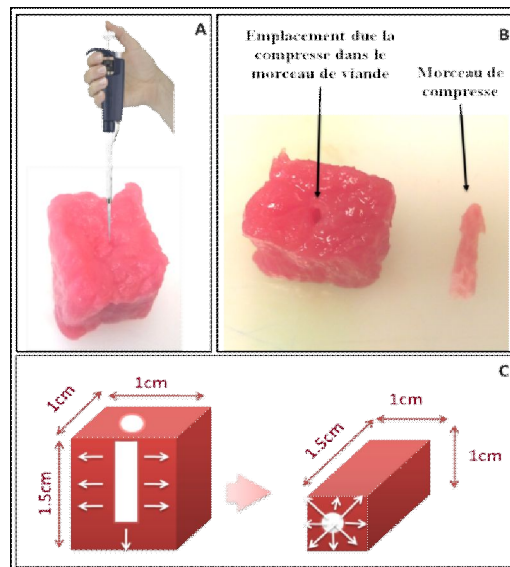 A
Emplacement due la
compresse dans le
morceau de viande
B
Morceau de
compresse
C
1cm
1cm
1.5cm
1cm
1.5cm
1cm